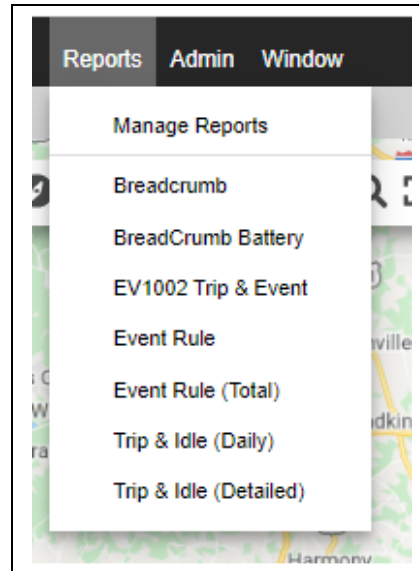 Reports Admin Window
Manage Reports
Breadcrumb
BreadCrumb Battery
EV1002 Trip & Event
Event Rule
Event Rule (Total)
Trip & Idle (Daily)
Trip & Idle (Detailed)
Harmony